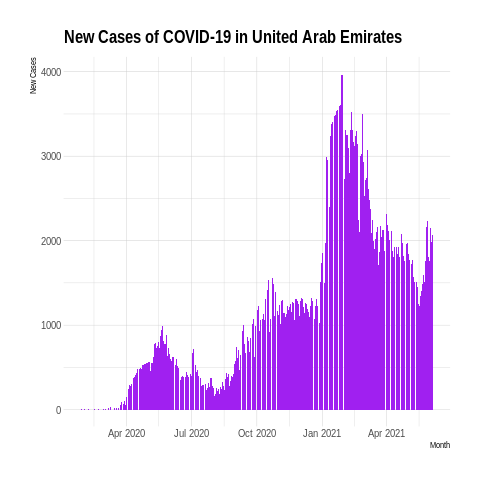 New Cases of COVID-19 in United Arab Emirates
New Cases
4000
3000
2000
1000
0
Apr 2020 Jul 2020 Oct 2020 Jan 2021 Apr 2021
Month